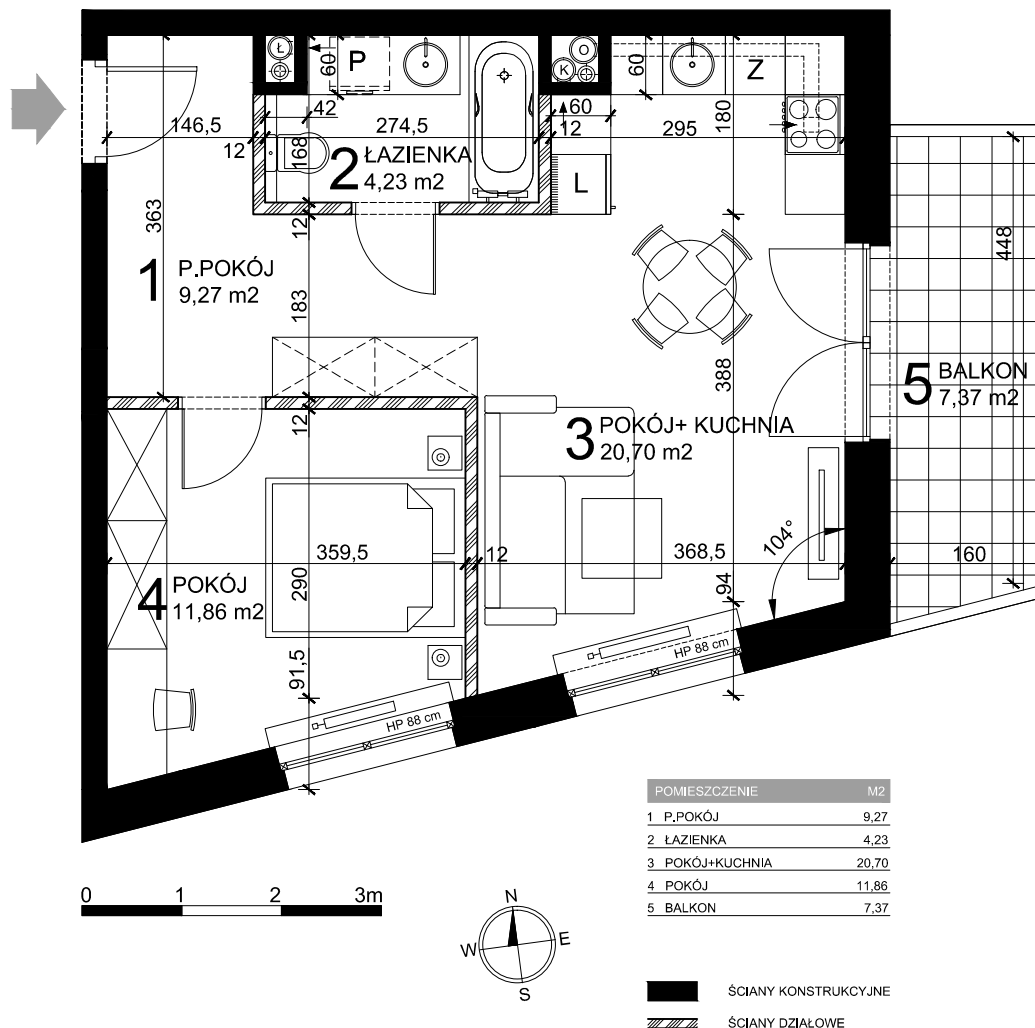 Ł
60
P
K
60
Z
180
42
60
146,5
12
274,5
12
295
168
2 ŁAZIENKA
4,23 m2
L
363
12
448
1 P.POKÓJ
9,27 m2
183
388
5 BALKON
7,37 m2
12
3 POKÓJ+ KUCHNIA
20,70 m2
104°
359,5
12
368,5
160
290
94
4 POKÓJ
11,86 m2
91,5
HP 88 cm
HP 88 cm
POMIESZCZENIE M2
1 P.POKÓJ 9,27
2 ŁAZIENKA 4,23
3 POKÓJ+KUCHNIA 20,70
4 POKÓJ 11,86
5 BALKON 7,37
0 1 2 3m
N
W E
S
ŚCIANY KONSTRUKCYJNE
ŚCIANY DZIAŁOWE